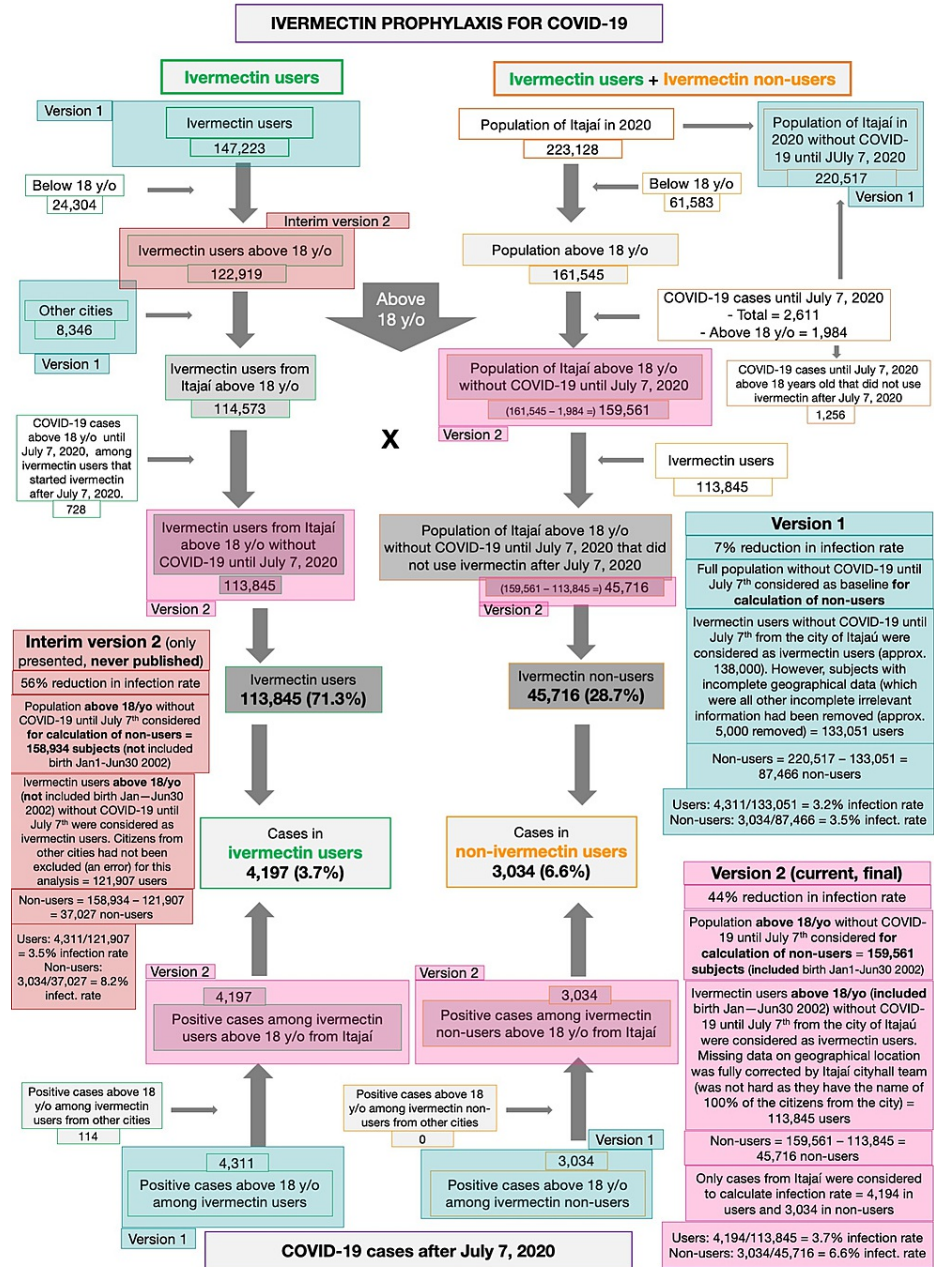 IVERMECTIN PROPHYLAXIS FOR COVID-19
Ivermectin users
Version 1
Ivermectin users
147,223
Below 18 y/o
24,304
Interim version 2
Ivermectin users above 18 y/o
122,919
Other cities
8,346
Version 1
Ivermectin users from
Itajaí above 18 y/o
114,573
COVID-19 cases
above 18 y/o until
July 7, 2020, among
ivermectin users that
started ivermectin
after July 7, 2020.
728
Ivermectin users from Itajaí
above 18 y/o without
COVID-19 until July 7, 2020
113,845
Version 2
Above
18 y/o
X
Ivermectin users + Ivermectin non-users
Population of Itajaí in 2020
223,128
Population of Itajaí in
2020 without COVID-
19 until JUly 7, 2020
220,517
Version 1
Below 18 y/o
61,583
Population above 18 y/o
161,545
COVID-19 cases until July 7, 2020
- Total = 2,611
- Above 18 y/o = 1,984
Population of Itajaí above 18 y/o
without COVID-19 until July 7, 2020
(161,545 – 1,984 =) 159,561
Version 2
COVID-19 cases until July 7, 2020
above 18 years old that did not use
ivermectin after July 7, 2020
1,256
Ivermectin users
113,845
Population of Itajaí above 18 y/o
without COVID-19 until July 7, 2020 that did
not use ivermectin after July 7, 2020
(159,561 – 113,845 =) 45,716
Version 2
Ivermectin users
113,845 (71.3%)
Ivermectin non-users
45,716 (28.7%)
Cases in
ivermectin users
4,197 (3.7%)
Cases in
non-ivermectin users
3,034 (6.6%)
Version 2
4,197
Positive cases among ivermectin
users above 18 y/o from Itajaí
Version 2
3,034
Positive cases among ivermectin
non-users above 18 y/o from Itajaí
Positive cases above 18
y/o among ivermectin
users from other cities
114
Positive cases above 18
y/o among ivermectin non-
users from other cities
0
4,311
Positive cases above 18 y/o
among ivermectin users
Version 1
Version 1
3,034
Positive cases above 18 y/o
among ivermectin non-users
COVID-19 cases after July 7, 2020
Interim version 2 (only
presented, never published)
56% reduction in infection rate
Population above 18/yo without
COVID-19 until July 7th considered
for calculation of non-users =
158,934 subjects (not included
birth Jan1-Jun30 2002)
Ivermectin users above 18/yo
(not included birth Jan—Jun30
2002) without COVID-19 until
July 7th were considered as
ivermectin users. Citizens from
other cities had not been
excluded (an error) for this
analysis = 121,907 users
Non-users = 158,934 – 121,907
= 37,027 non-users
Users: 4,311/121,907
= 3.5% infection rate
Non-users:
3,034/37,027 = 8.2%
infect. rate
Version 1
7% reduction in infection rate
Full population without COVID-19 until
July 7th considered as baseline for
calculation of non-users
Ivermectin users without COVID-19 until
July 7th from the city of Itajaú were
considered as ivermectin users (approx.
138,000). However, subjects with
incomplete geographical data (which
were all other incomplete irrelevant
information had been removed (approx.
5,000 removed) = 133,051 users
Non-users = 220,517 – 133,051 =
87,466 non-users
Users: 4,311/133,051 = 3.2% infection rate
Non-users: 3,034/87,466 = 3.5% infect. rate
Version 2 (current, final)
44% reduction in infection rate
Population above 18/yo without COVID-
19 until July 7th considered for
calculation of non-users = 159,561
subjects (included birth Jan1-Jun30 2002)
Ivermectin users above 18/yo (included
birth Jan—Jun30 2002) without COVID-
19 until July 7th from the city of Itajaú
were considered as ivermectin users.
Missing data on geographical location
was fully corrected by Itajaí cityhall team
(was not hard as they have the name of
100% of the citizens from the city) =
113,845 users
Non-users = 159,561 – 113,845 =
45,716 non-users
Only cases from Itajaí were considered
to calculate infection rate = 4,194 in
users and 3,034 in non-users
Users: 4,194/113,845 = 3.7% infection rate
Non-users: 3,034/45,716 = 6.6% infect. rate